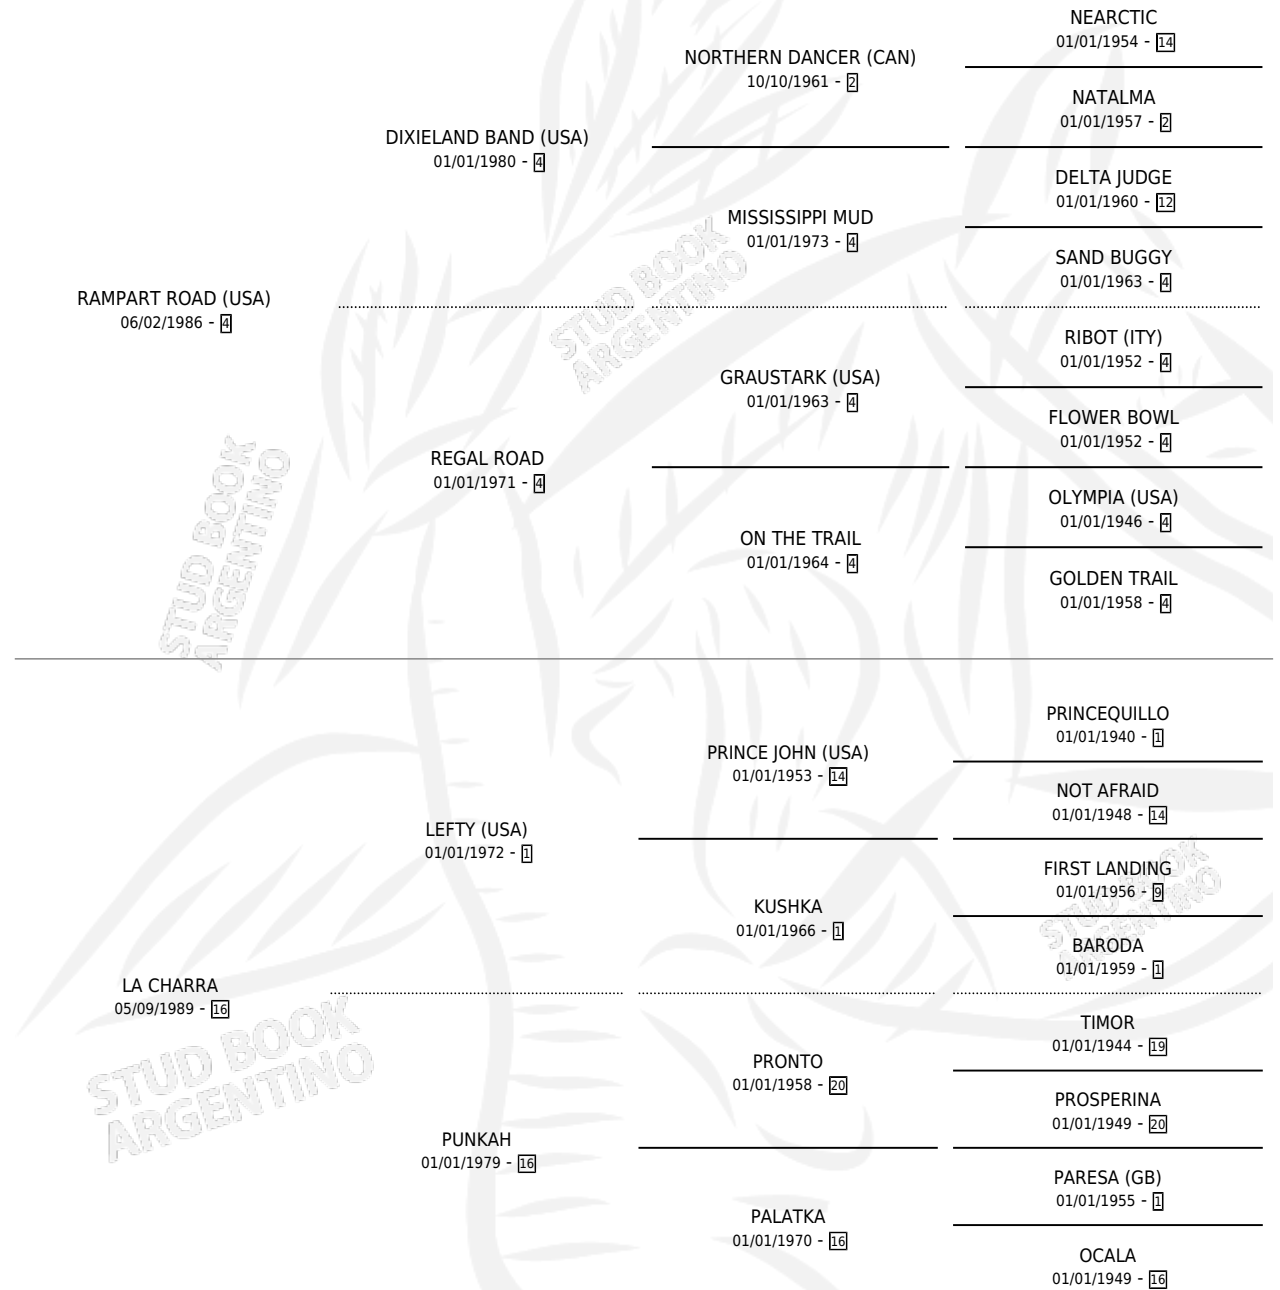 NEARCTIC
01/01/1954 - 14
NORTHERN DANCER (CAN)
10/10/1961 - 2
NATALMA
01/01/1957 - 2
DIXIELAND BAND (USA)
01/01/1980 - 4
DELTA JUDGE
01/01/1960 - 12
MISSISSIPPI MUD
01/01/1973 - 4
SAND BUGGY
01/01/1963 - 4
RAMPART ROAD (USA)
06/02/1986 - 4
STUD BOOK
ARGENTINO
RIBOT (ITY)
01/01/1952 - 4
GRAUSTARK (USA)
01/01/1963 - 4
FLOWER BOWL
01/01/1952 - 4
REGAL ROAD
01/01/1971 - 4
OLYMPIA (USA)
01/01/1946 - 4
ON THE TRAIL
01/01/1964 - 4
GOLDEN TRAIL
01/01/1958 - 4
STUD BOOK
ARGENTINO
PRINCEQUILLO
01/01/1940 - 1
PRINCE JOHN (USA)
01/01/1953 - 14
NOT AFRAID
01/01/1948 - 14
LEFTY (USA)
01/01/1972 - 1
FIRST LANDING
01/01/1956 - 9
KUSHKA
01/01/1966 - 1
STUD BOOK
ARGENTINO
BARODA
01/01/1959 - 1
LA CHARRA
05/09/1989 - 16
TIMOR
01/01/1944 - 19
PRONTO
01/01/1958 - 20
PROSPERINA
01/01/1949 - 20
STUD BOOK
ARGENTINO
PUNKAH
01/01/1979 - 16
PARESA (GB)
01/01/1955 - 1
PALATKA
01/01/1970 - 16
OCALA
01/01/1949 - 16